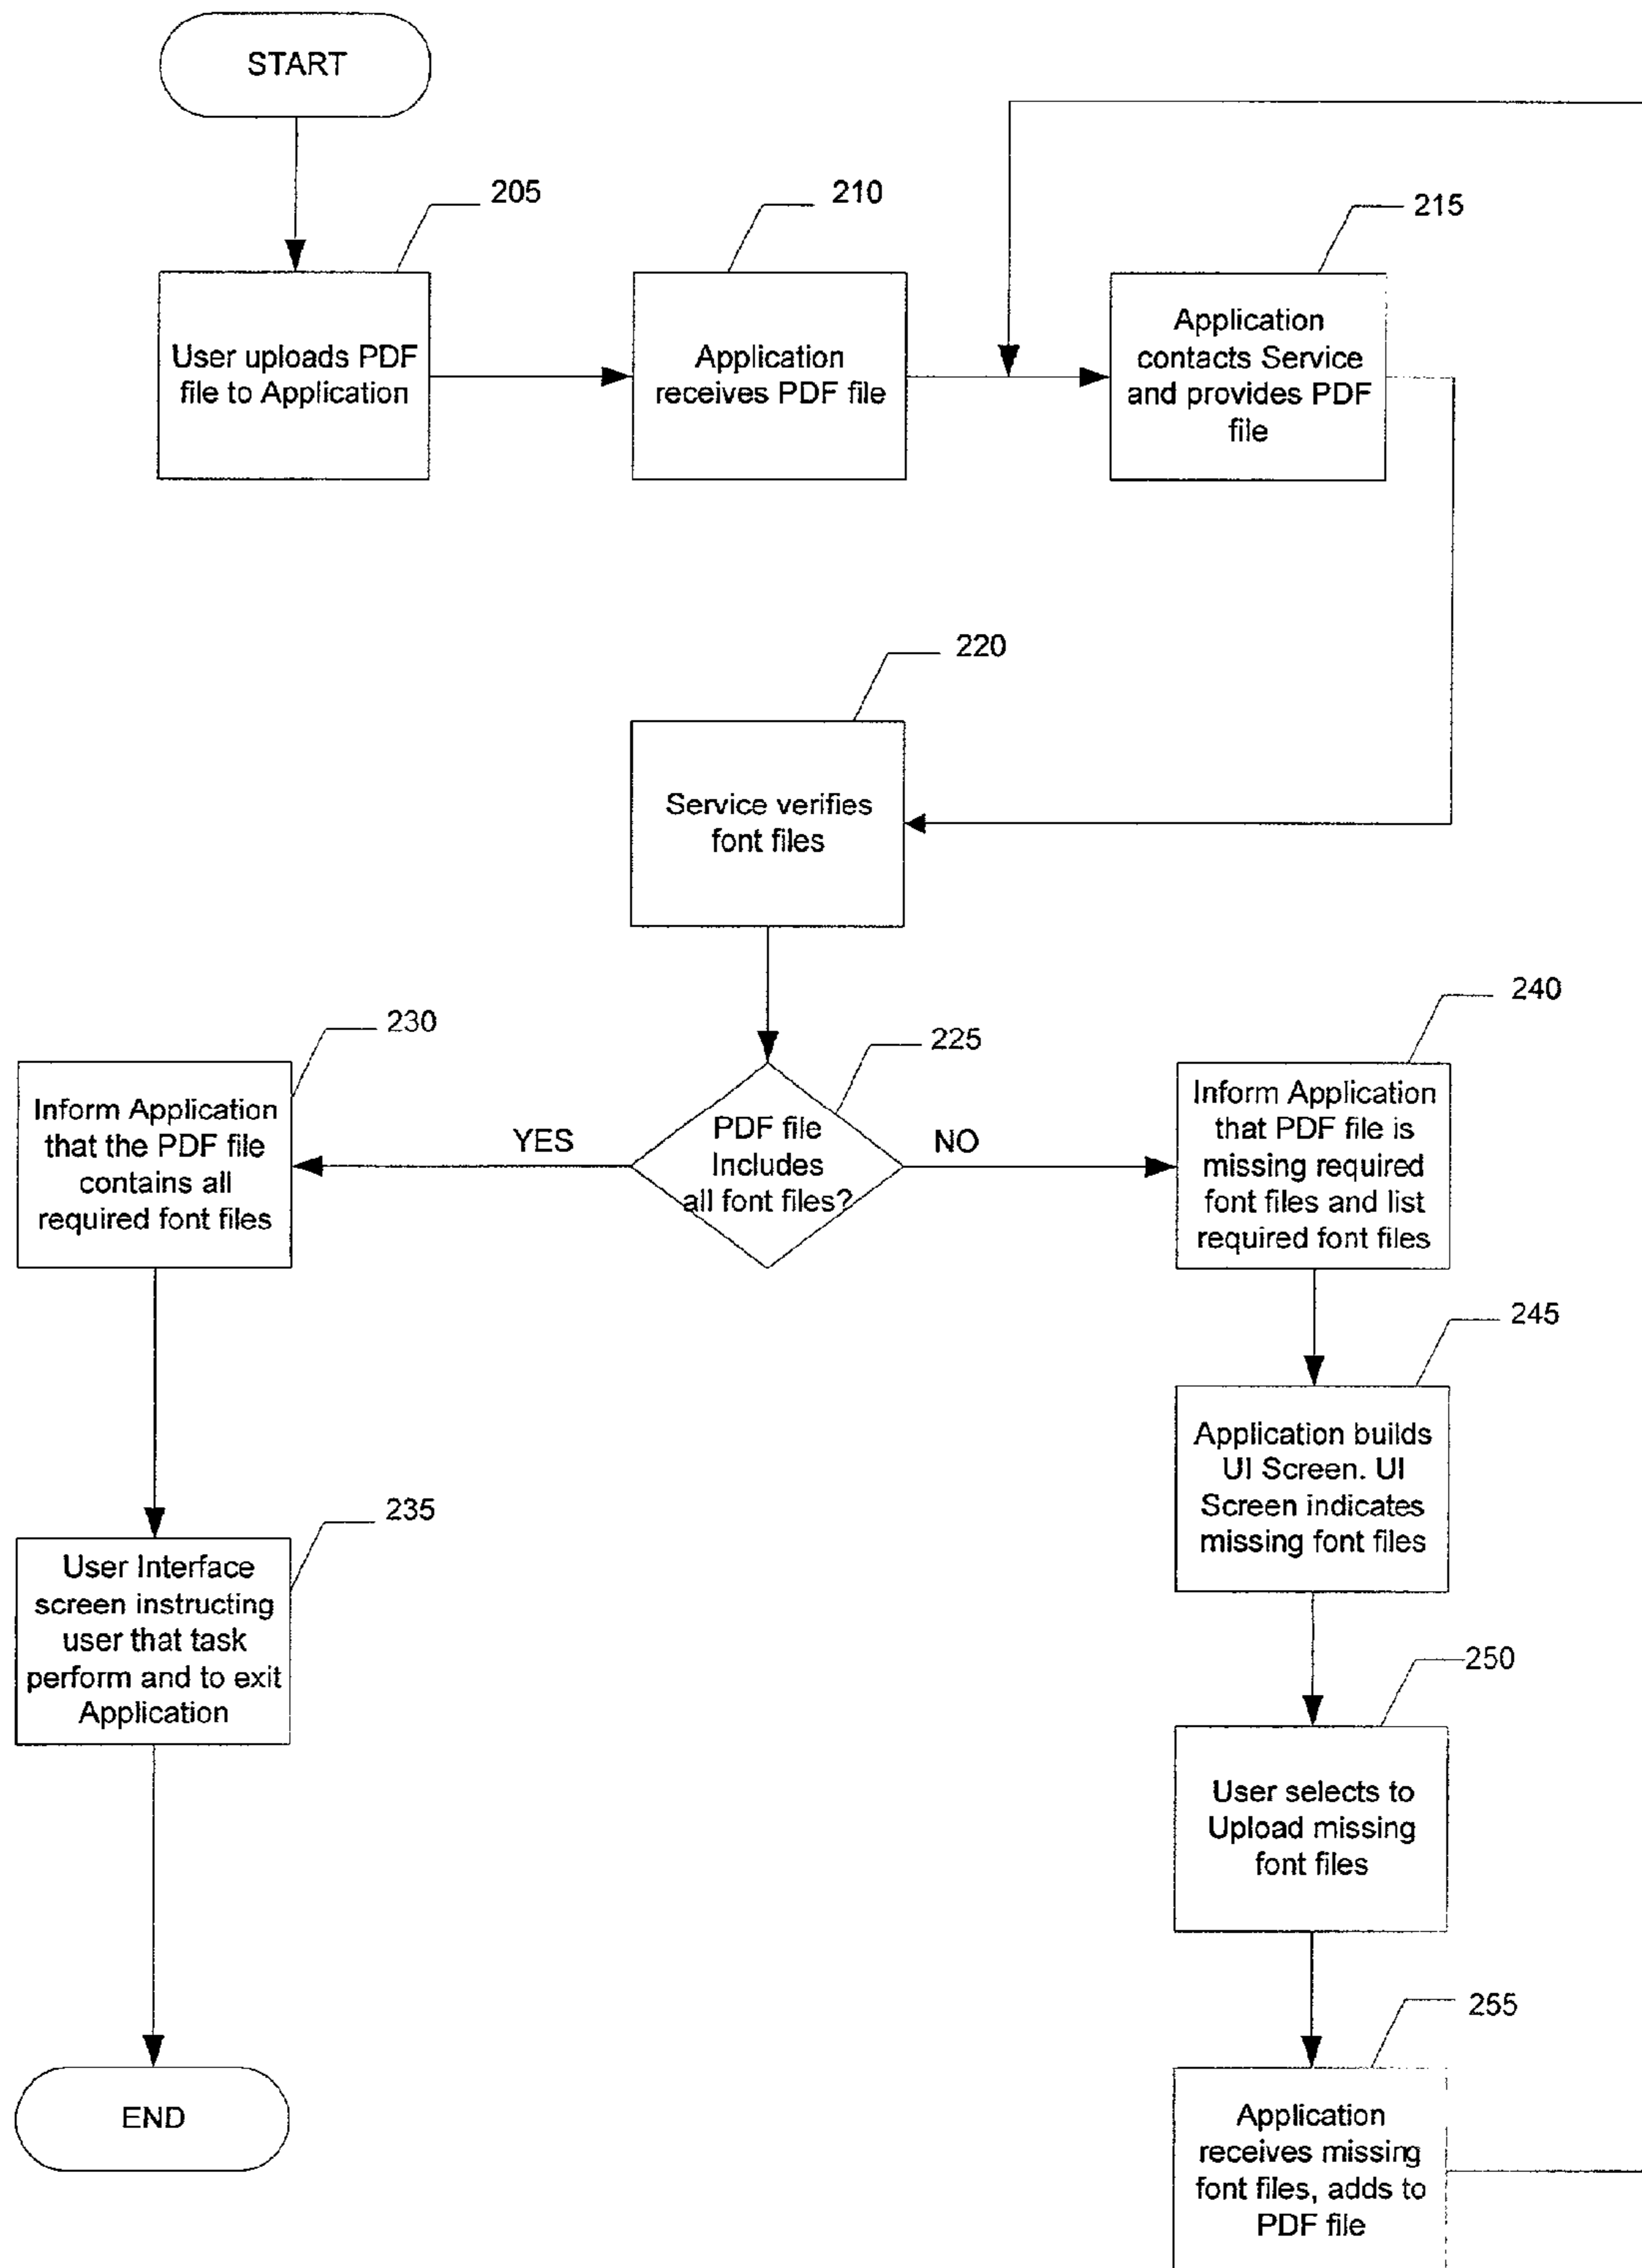 START
205
User uploads PDF
file to Application
210
Application
receives PDF file
215
Application
contacts Service
and provides PDF
file
220
Service verifies
font files
225
PDF file
Includes
all font files?
YES
NO
230
Inform Application
that the PDF file
contains all
required font files
235
User Interface
screen instructing
user that task
perform and to exit
Application
END
240
Inform Application
that PDF file is
missing required
font files and list
required font files
245
Application builds
UI Screen. UI
Screen indicates
missing font files
250
User selects to
Upload missing
font files
255
Application
receives missing
font files, adds to
PDF file